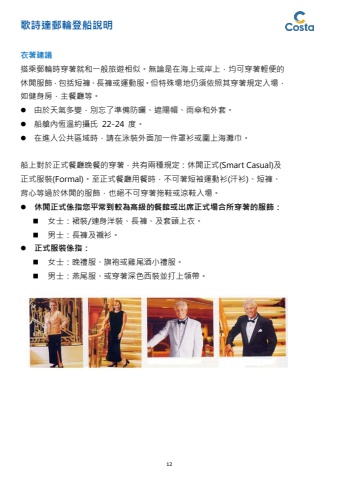 歌詩達郵輪登船說明
Costa
衣著建議
搭乘郵輪時穿著就和一般旅遊相似。無論是在海上或岸上，均可穿著輕便的
休閒服飾，包括短褲、長褲或運動服。但特殊場地仍須依照其穿著規定入場，
如健身房，主餐廳等。
● 由於天氣多變，別忘了準備防曬、遮陽帽、雨傘和外套。
● 船艙內恆溫約攝氏 22-24 度。
● 在進入公共區域時，請在泳裝外面加一件罩衫或圍上海灘巾。
船上對於正式餐廳晚餐的穿著，共有兩種規定：休閒正式(Smart Casual)及
正式服裝(Formal)。至正式餐廳用餐時，不可著短袖運動衫(汗衫)、短褲、
背心等過於休閒的服飾，也絕不可穿著拖鞋或涼鞋入場。
● 休閒正式係指您平常到較為高級的餐館或出席正式場合所穿著的服飾：
■ 女士：裙裝/連身洋裝、長褲、及套頭上衣。
■ 男士：長褲及襯衫。
● 正式服裝係指：
■ 女士：晚禮服、旗袍或雞尾酒小禮服。
■ 男士：燕尾服、或穿著深色西裝並打上領帶。
12